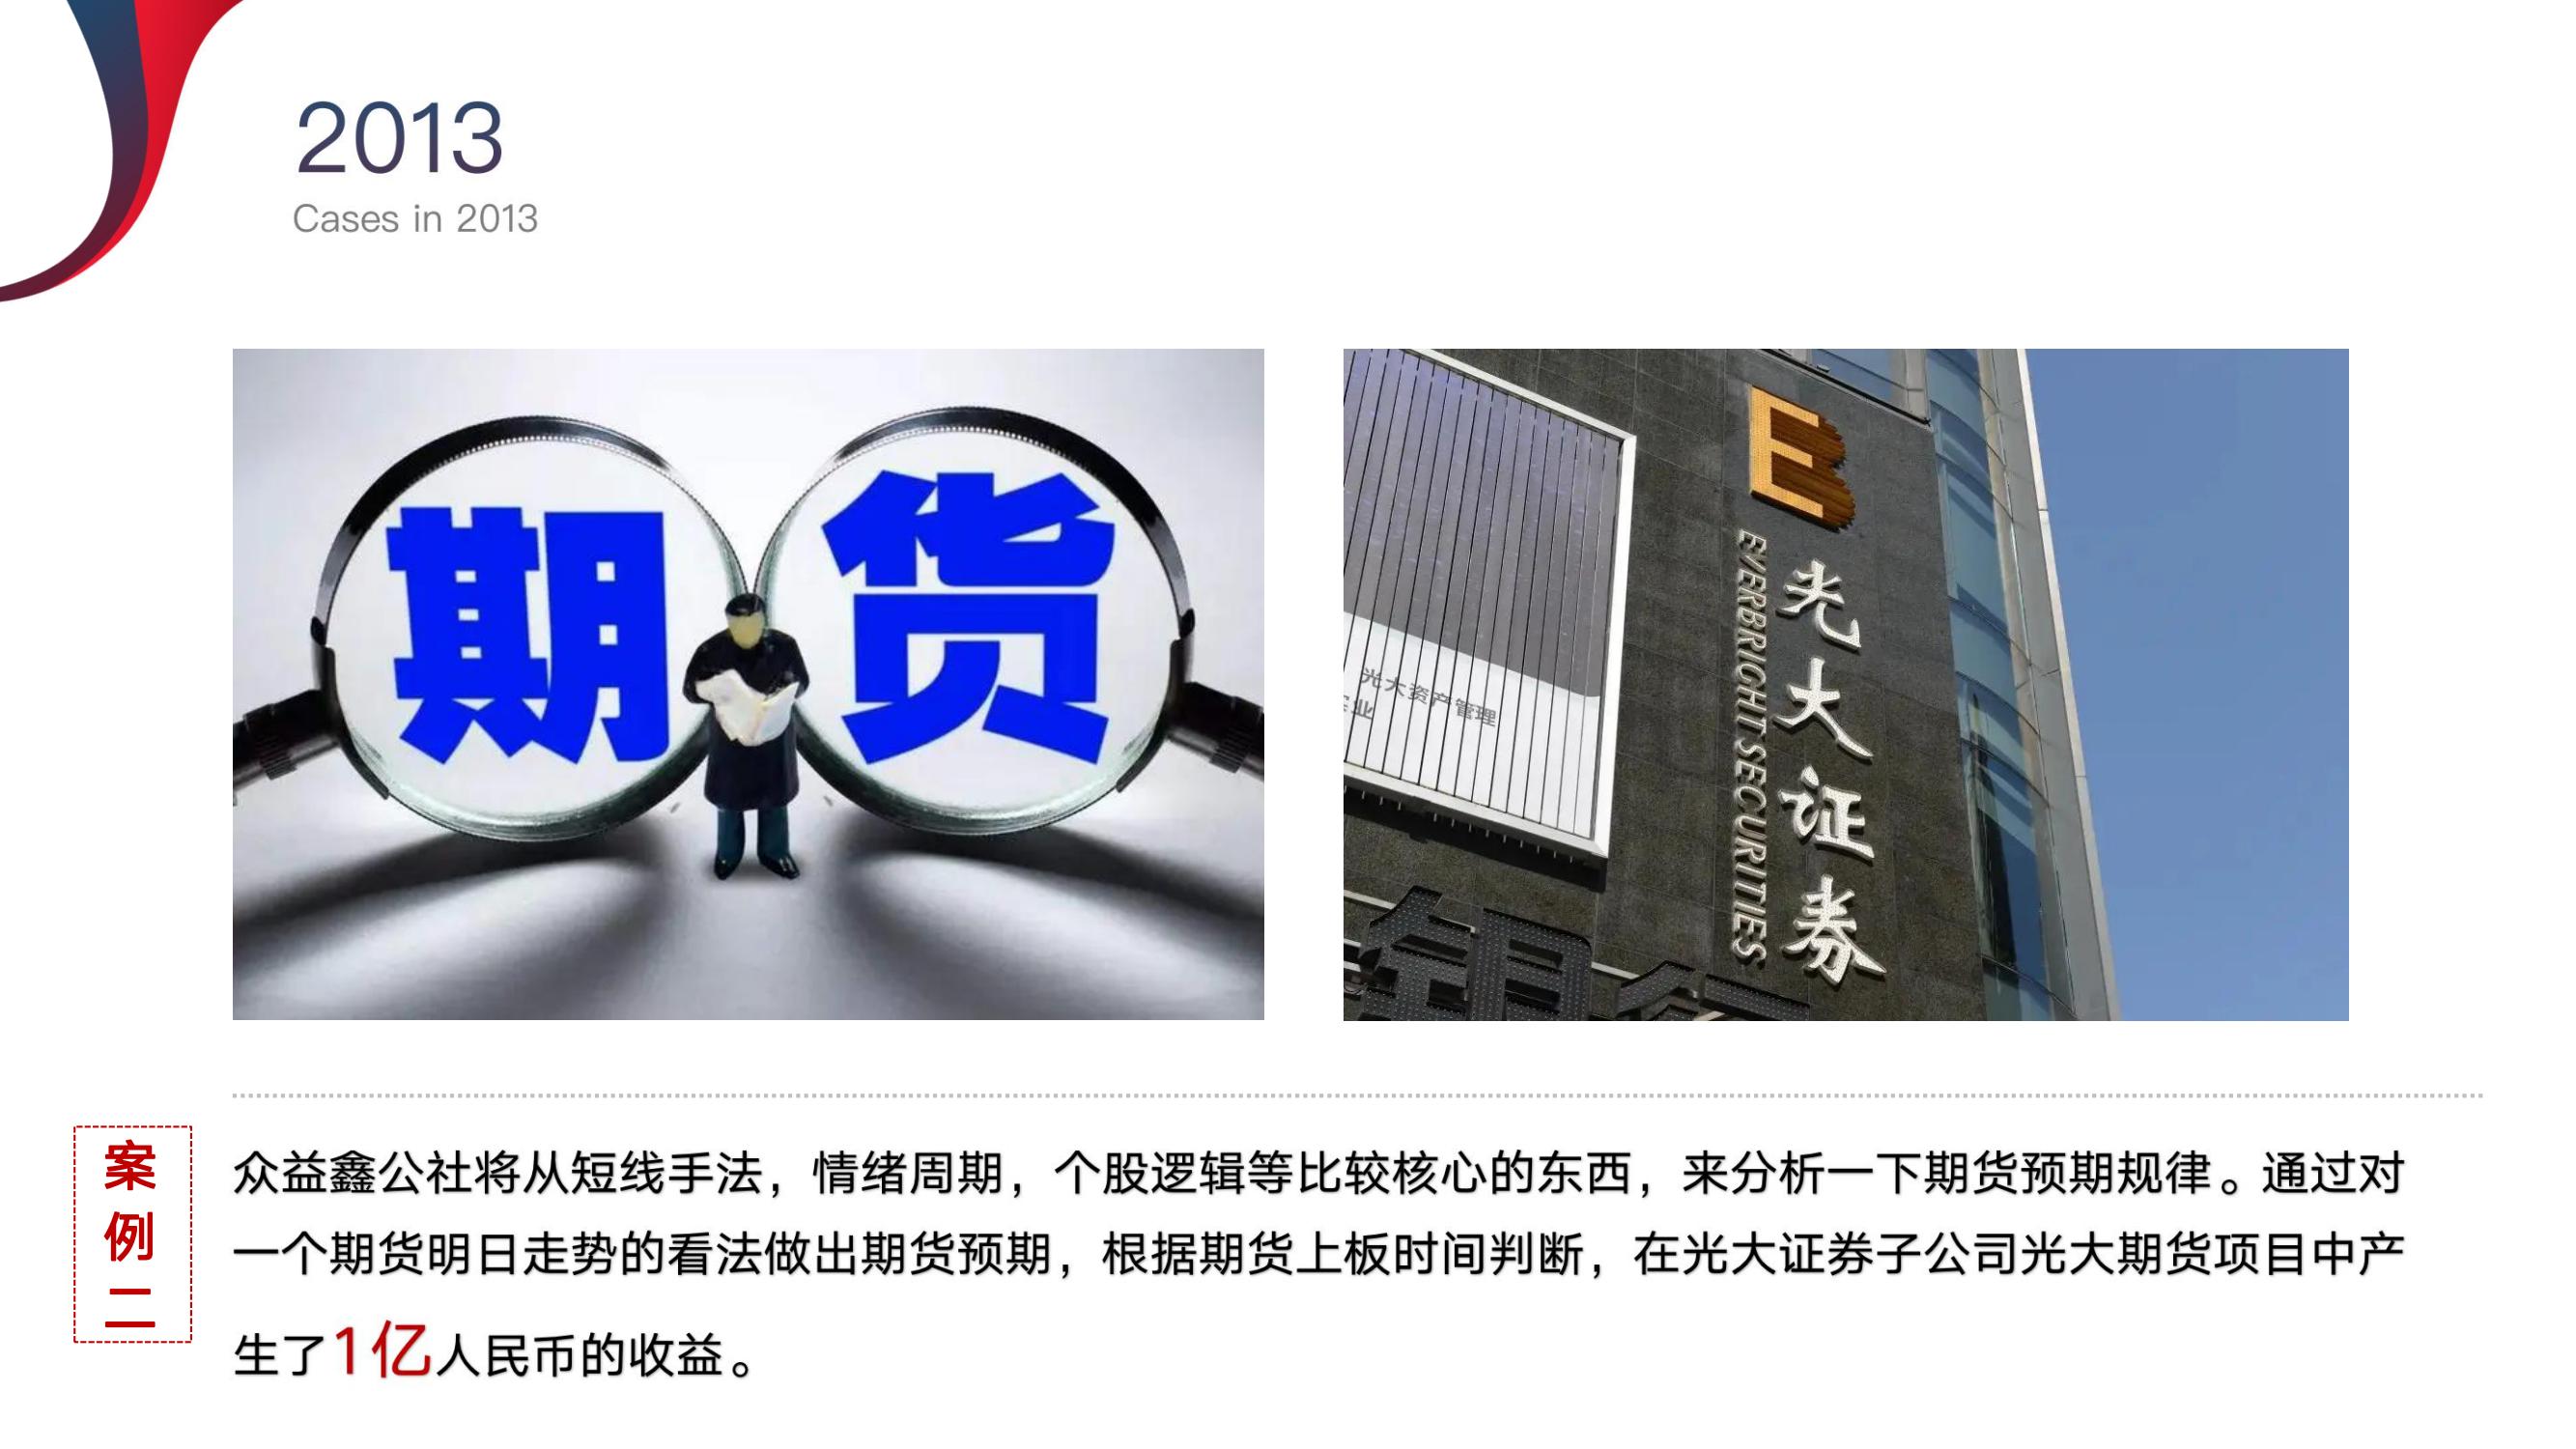 2013
Cases in 2013
期货
E
光大证券
EVERBRIGHT SECURITIES
光大资产管理
业
银行
案例二
众益鑫公社将从短线手法，情绪周期，个股逻辑等比较核心的东西，来分析一下期货预期规律。通过对
一个期货明日走势的看法做出期货预期，根据期货上板时间判断，在光大证券子公司光大期货项目中产
生了1亿人民币的收益。